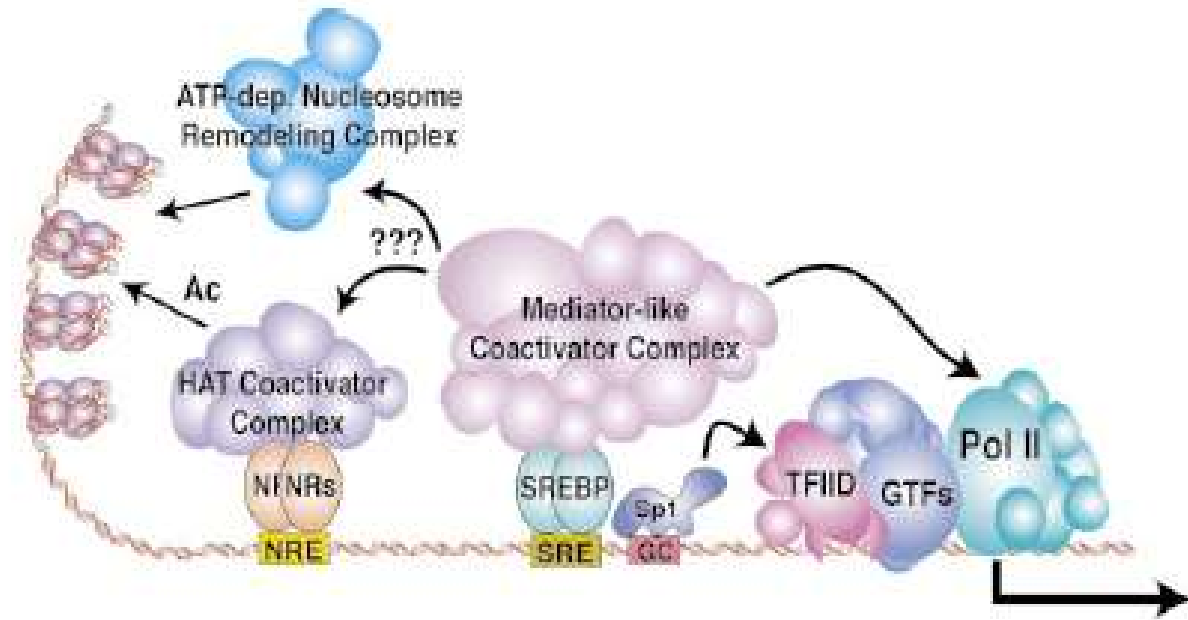 ATP-dep. Nucleosome
Remodeling Complex
???
Ac
Mediator-like
Coactivator Complex
HAT Coactivator
Complex
NRs
SREBP
Sp1
TFIID
GTFs
Pol II
NRE
SRE
GC